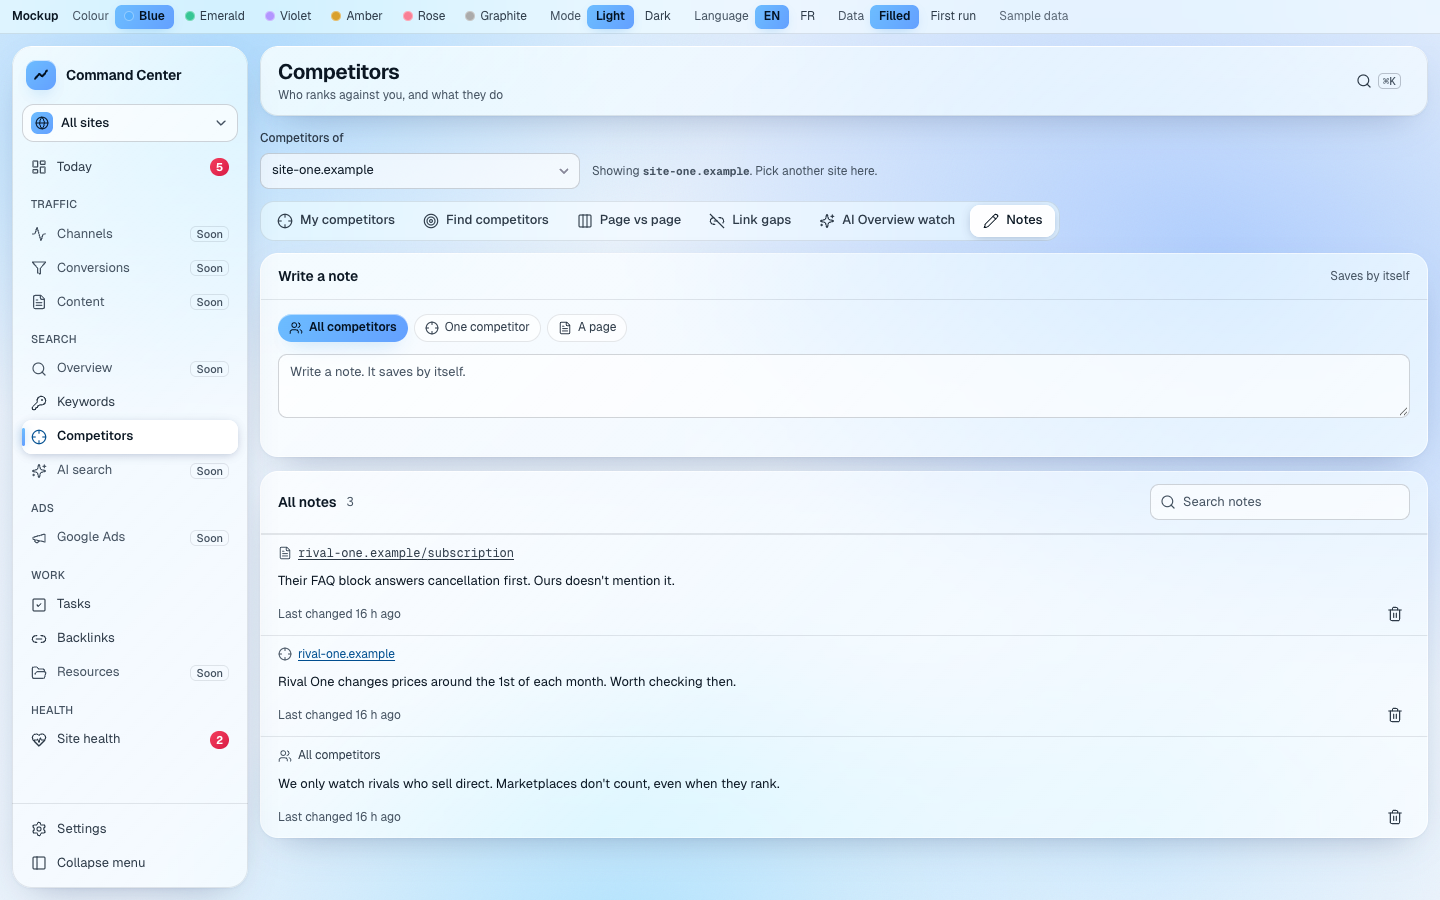 Mockup Colour Blue Emerald Violet Amber Rose Graphite Mode Light Dark Language EN FR Data Filled First run Sample data
Command Center
All sites
Today 5
TRAFFIC
Channels Soon
Conversions Soon
Content Soon
SEARCH
Overview Soon
Keywords
Competitors
AI search Soon
ADS
Google Ads Soon
WORK
Tasks
Backlinks
Resources Soon
HEALTH
Site health 2
Settings
Collapse menu
Competitors
Who ranks against you, and what they do
⌘K
Competitors of
site-one.example
Showing site-one.example. Pick another site here.
My competitors Find competitors Page vs page Link gaps AI Overview watch Notes
Write a note
Saves by itself
All competitors One competitor A page
Write a note. It saves by itself.
All notes 3
Search notes
rival-one.example/subscription
Their FAQ block answers cancellation first. Ours doesn't mention it.
Last changed 16 h ago
rival-one.example
Rival One changes prices around the 1st of each month. Worth checking then.
Last changed 16 h ago
All competitors
We only watch rivals who sell direct. Marketplaces don't count, even when they rank.
Last changed 16 h ago